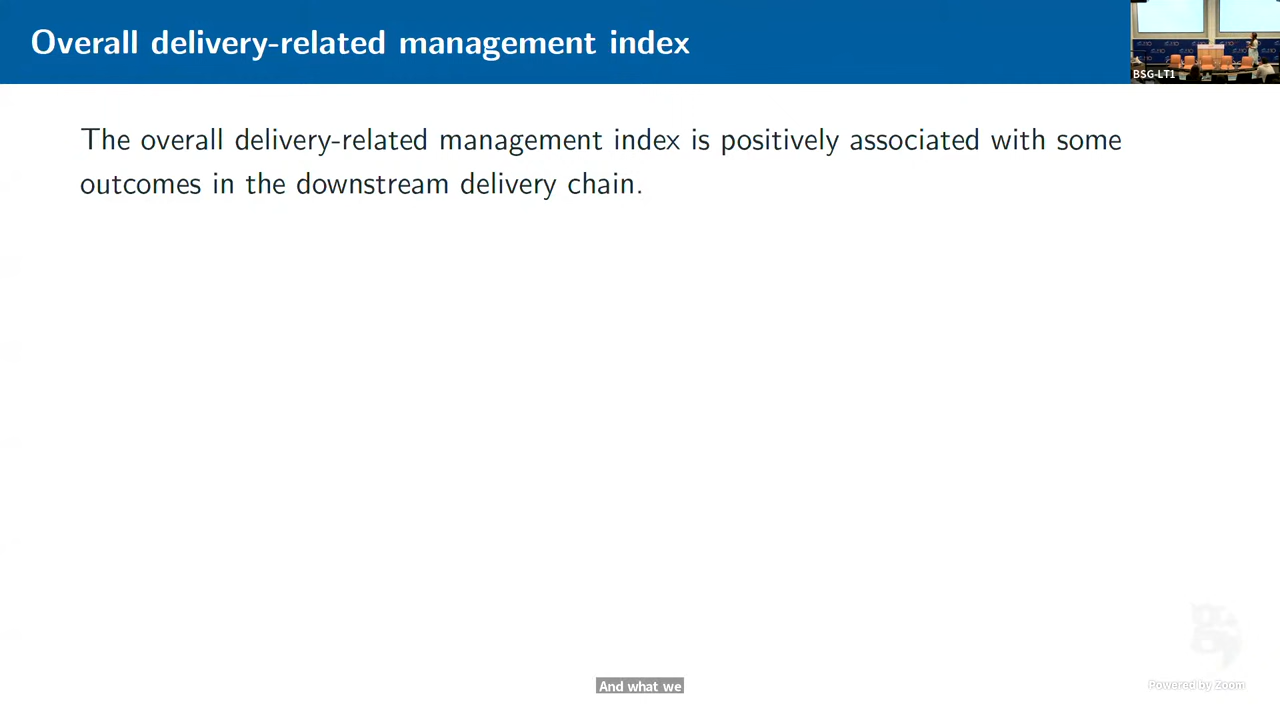 Overall delivery-related management index
BSG-LT1
The overall delivery-related management index is positively associated with some
outcomes in the downstream delivery chain.
And what we
Powered by Zoom